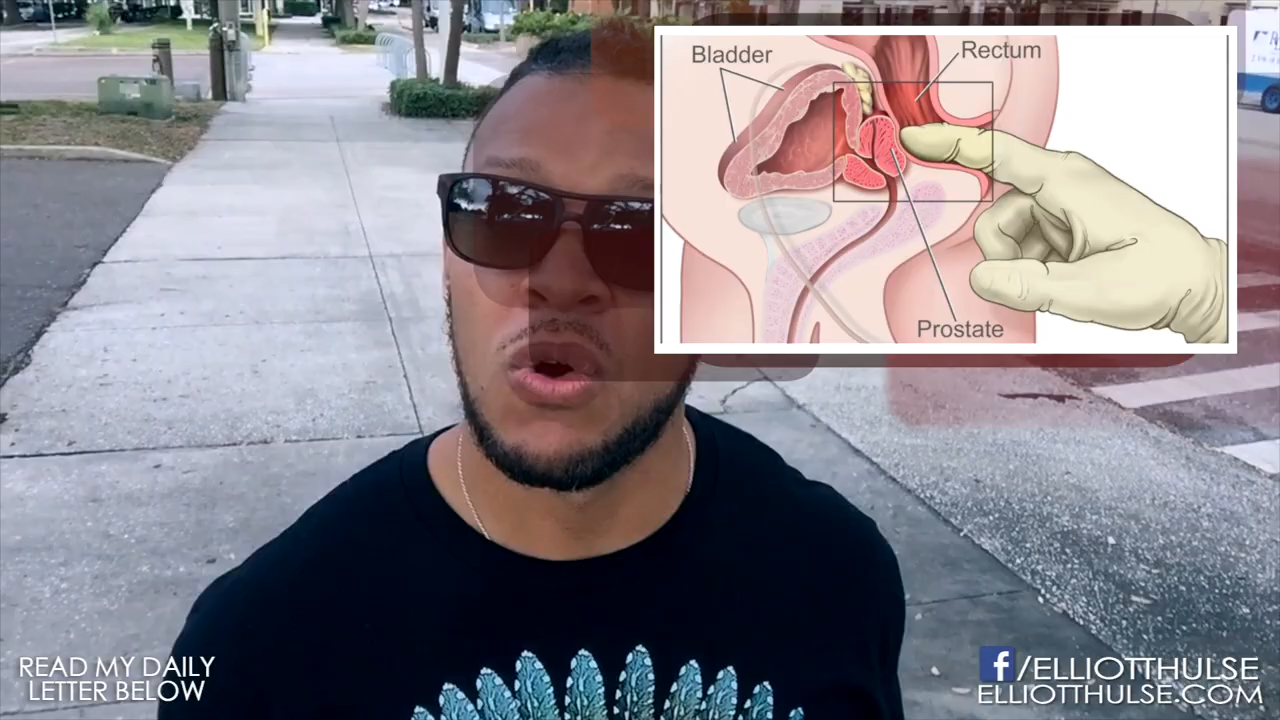 Bladder
Rectum
Prostate
READ MY DAILY
LETTER BELOW
f/ELLIOTTHULSE
ELLIOTTHULSE.COM